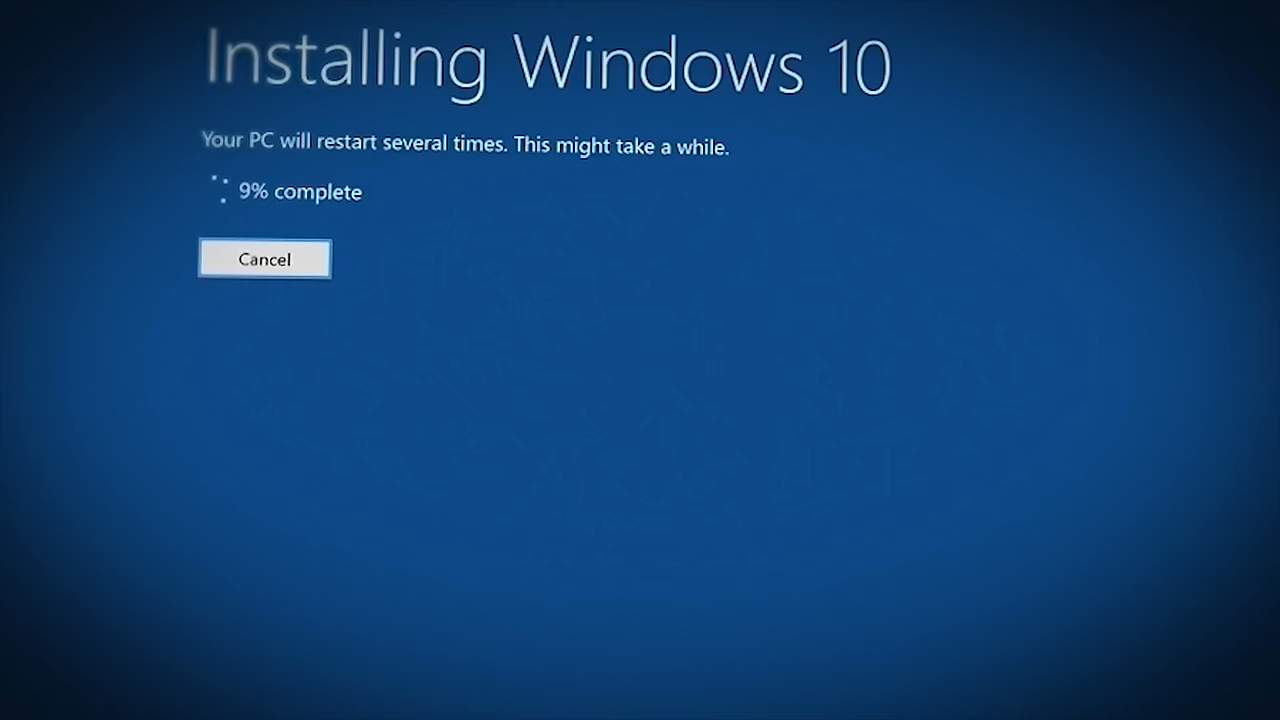 Installing Windows 10
Your PC will restart several times. This might take a while.
9% complete
Cancel